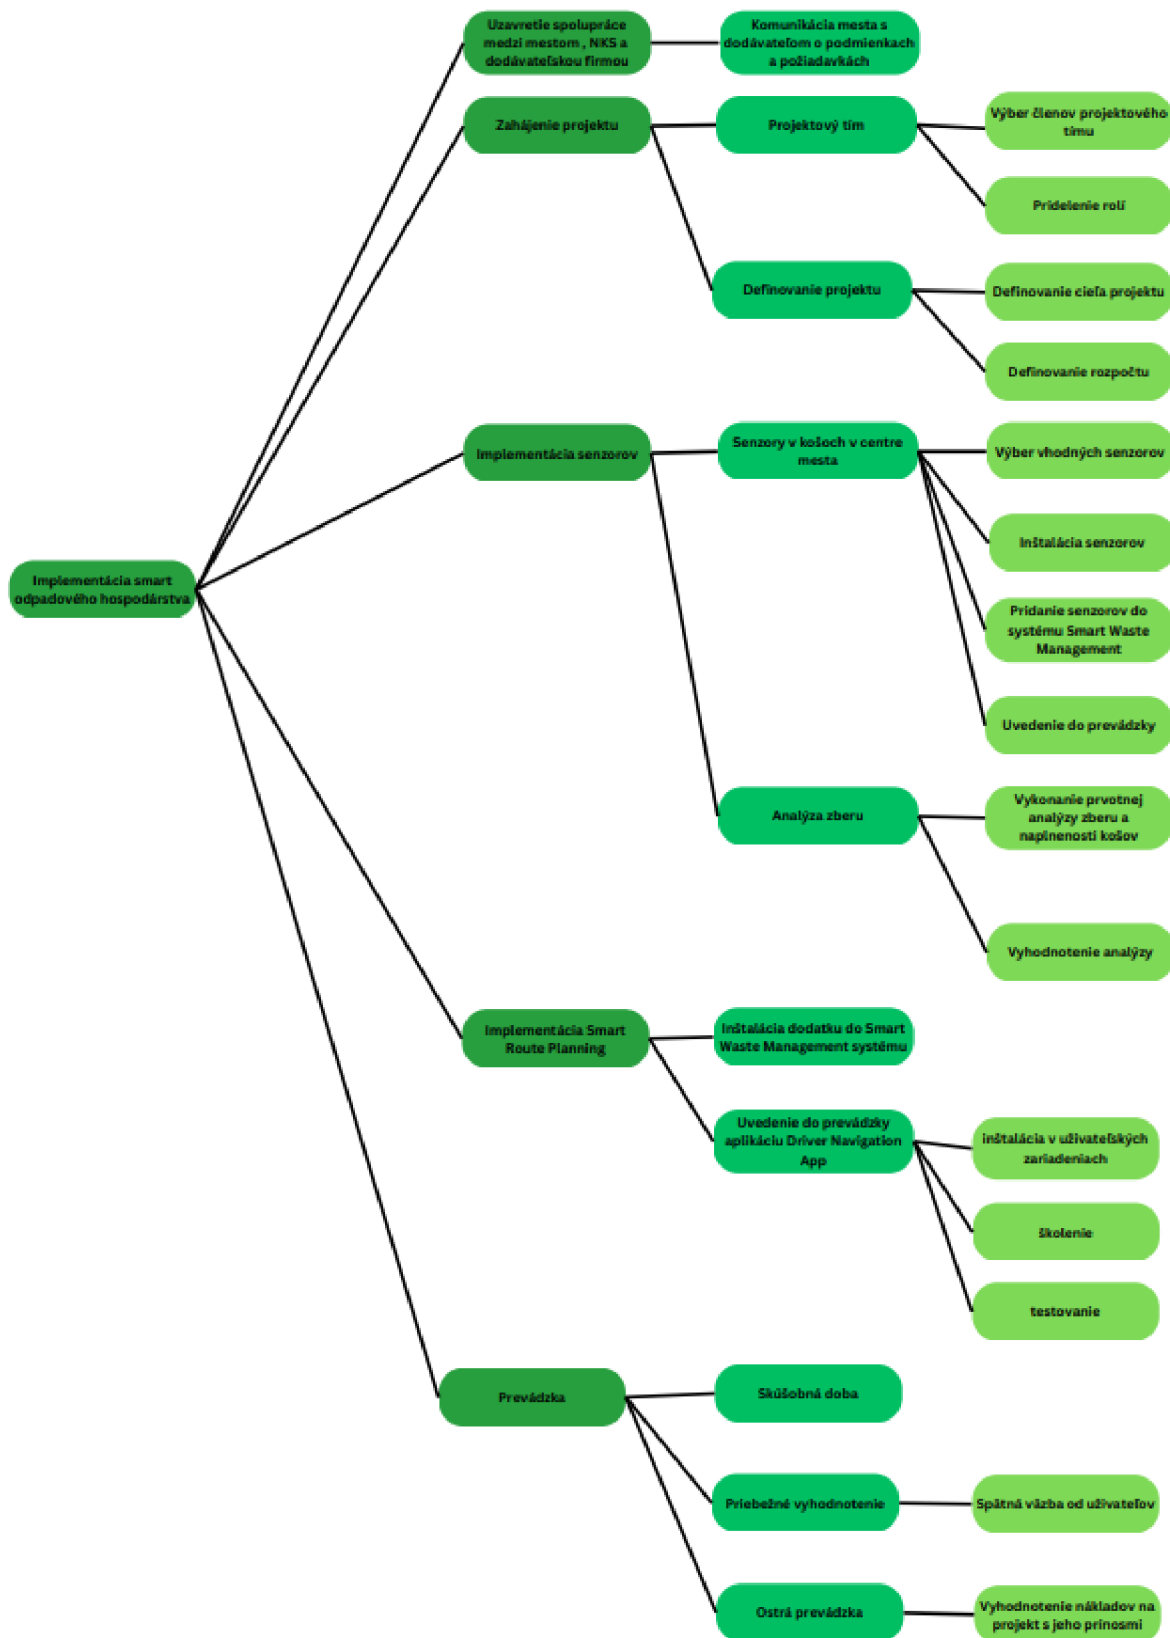 Uzavretie spolupráce
medzi mestom , NKS a
dodávateľskou firmou
Komunikácia mesta s
dodávateľom o podmienkach
a požiadavkách
Zahájenie projektu
Projektový tím
Výber členov projektového
tímu
Pridelenie rolí
Definovanie projektu
Definovanie cieľa projektu
Definovanie rozpočtu
Implementácia senzorov
Senzory v košoch v centre
mesta
Výber vhodných senzorov
Inštalácia senzorov
Implementácia smart
odpadového hospodárstva
Pridanie senzorov do
systému Smart Waste
Management
Uvedenie do prevádzky
Analýza zberu
Vykonanie prvotnej
analýzy zberu a
naplneností košov
Vyhodnotenie analýzy
Implementácia Smart
Route Planning
Inštalácia dodatku do Smart
Waste Management systému
Uvedenie do prevádzky
aplikáciu Driver Navigation
App
inštalácia v uživateľských
zariadeniach
školenie
testovanie
Prevádzka
Skúšobná doba
Priebežné vyhodnotenie
Spätná väzba od uživateľov
Ostrá prevádzka
Vyhodnotenie nákladov na
projekt s jeho prínosmi